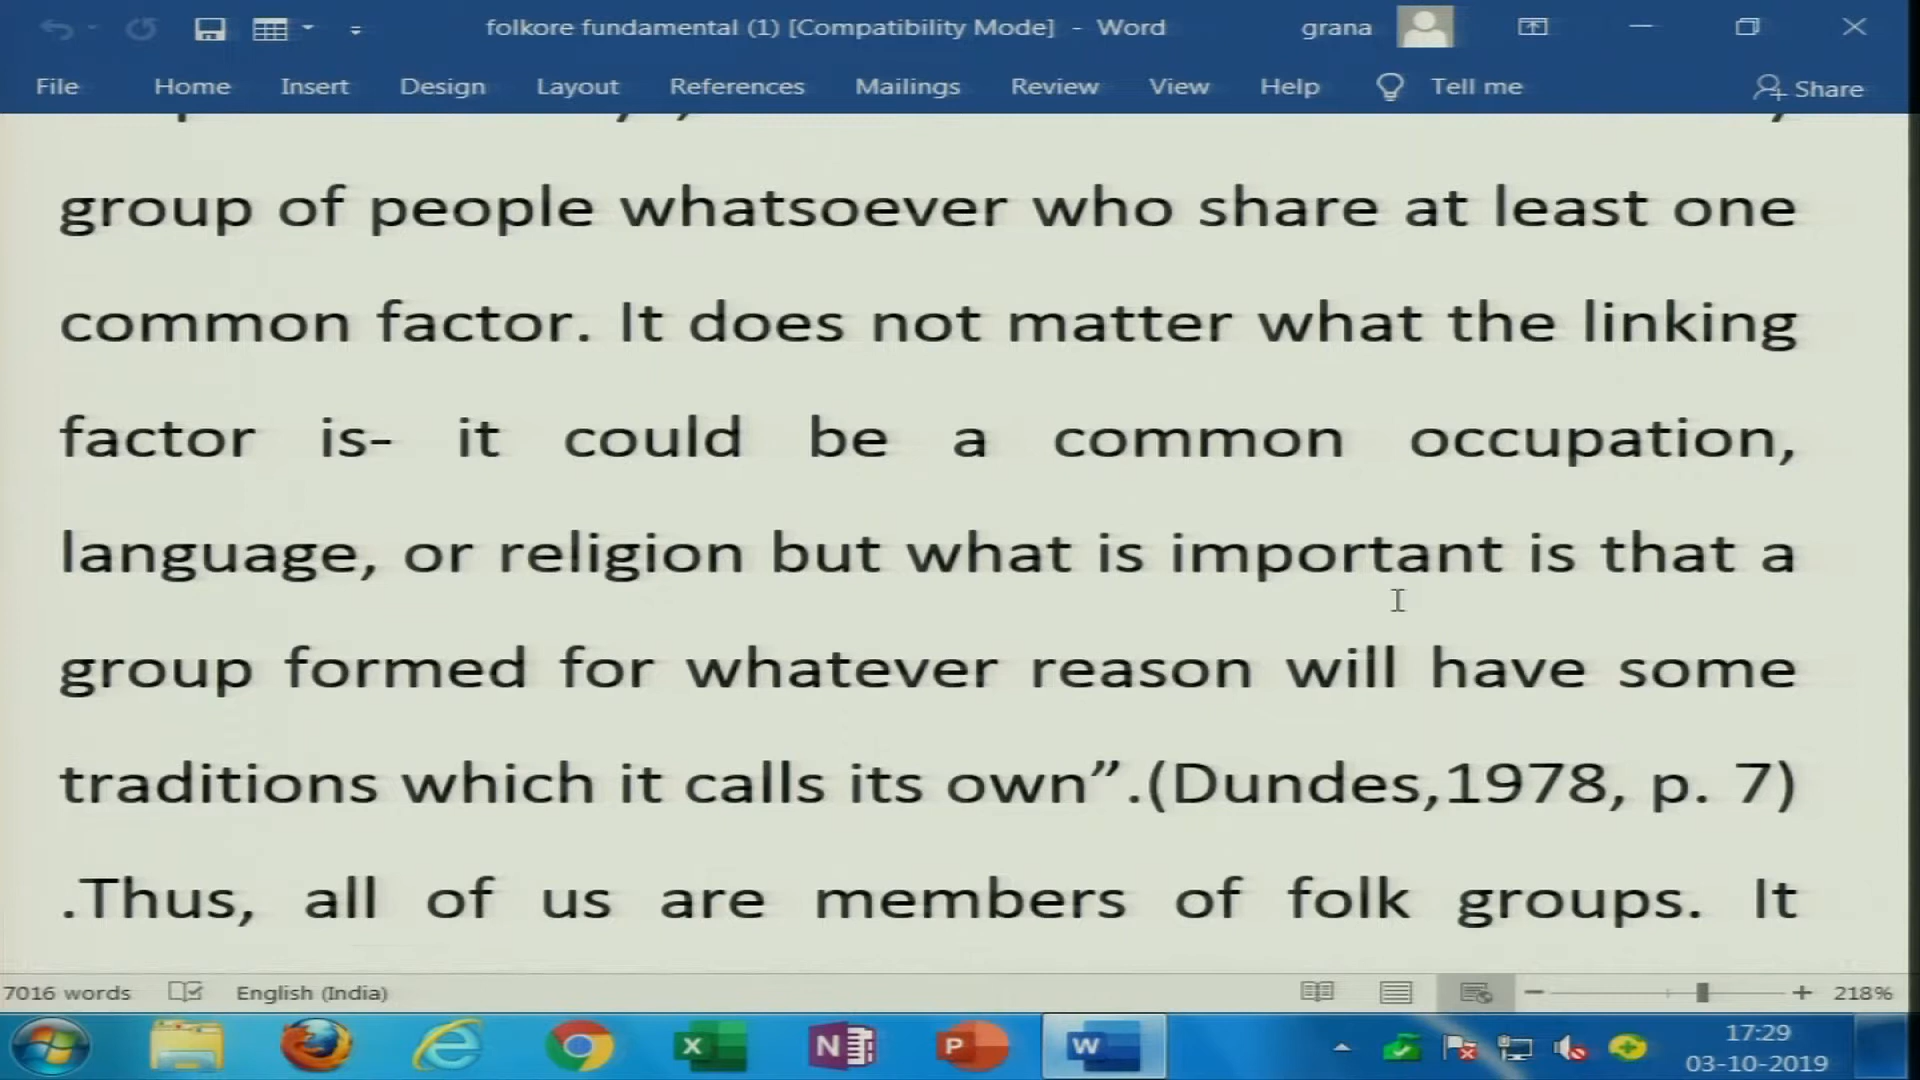 folkore fundamental (1) [Compatibility Mode] - Word
grana
File Home Insert Design Layout References Mailings Review View Help Tell me Share
group of people whatsoever who share at least one
common factor. It does not matter what the linking
factor is- it could be a common occupation,
language, or religion but what is important is that a
group formed for whatever reason will have some
traditions which it calls its own”.(Dundes,1978, p. 7)
.Thus, all of us are members of folk groups. It
7016 words English (India) 218%
17:29
03-10-2019